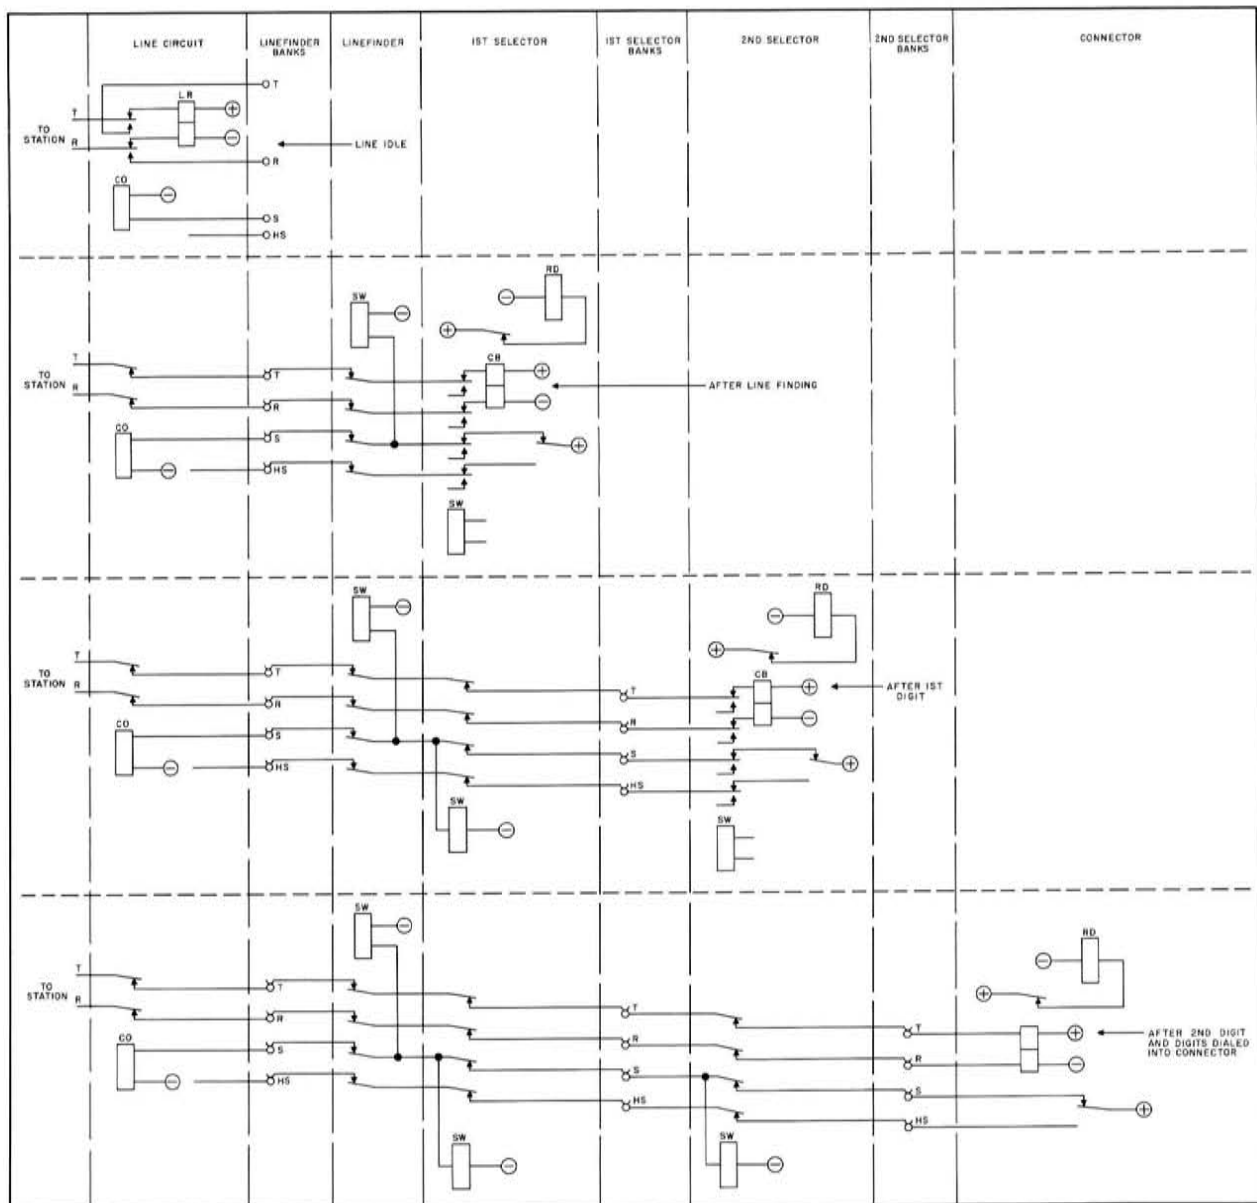 LINE CIRCUIT
LINEFINDER
BANKS
LINEFINDER
1ST SELECTOR
1ST SELECTOR
BANKS
2ND SELECTOR
2ND SELECTOR
BANKS
CONNECTOR
T
LR
+
T
TO
STATION
R
−
LINE IDLE
R
CO
−
S
HS
RD
SW
−
−
+
T
CB
TO
STATION
T
+
AFTER LINE FINDING
R
R
−
CO
S
+
−
HS
SW
RD
SW
−
−
+
T
CB
TO
STATION
T
T
+
AFTER 1ST
DIGIT
R
R
R
−
CO
S
S
+
−
HS
HS
SW
−
SW
SW
−
RD
−
+
T
TO
STATION
T
R
R
T
T
+
AFTER 2ND DIGIT
AND DIGITS DIALED
INTO CONNECTOR
CO
S
R
R
−
−
HS
S
S
+
HS
HS
SW
−
SW
−